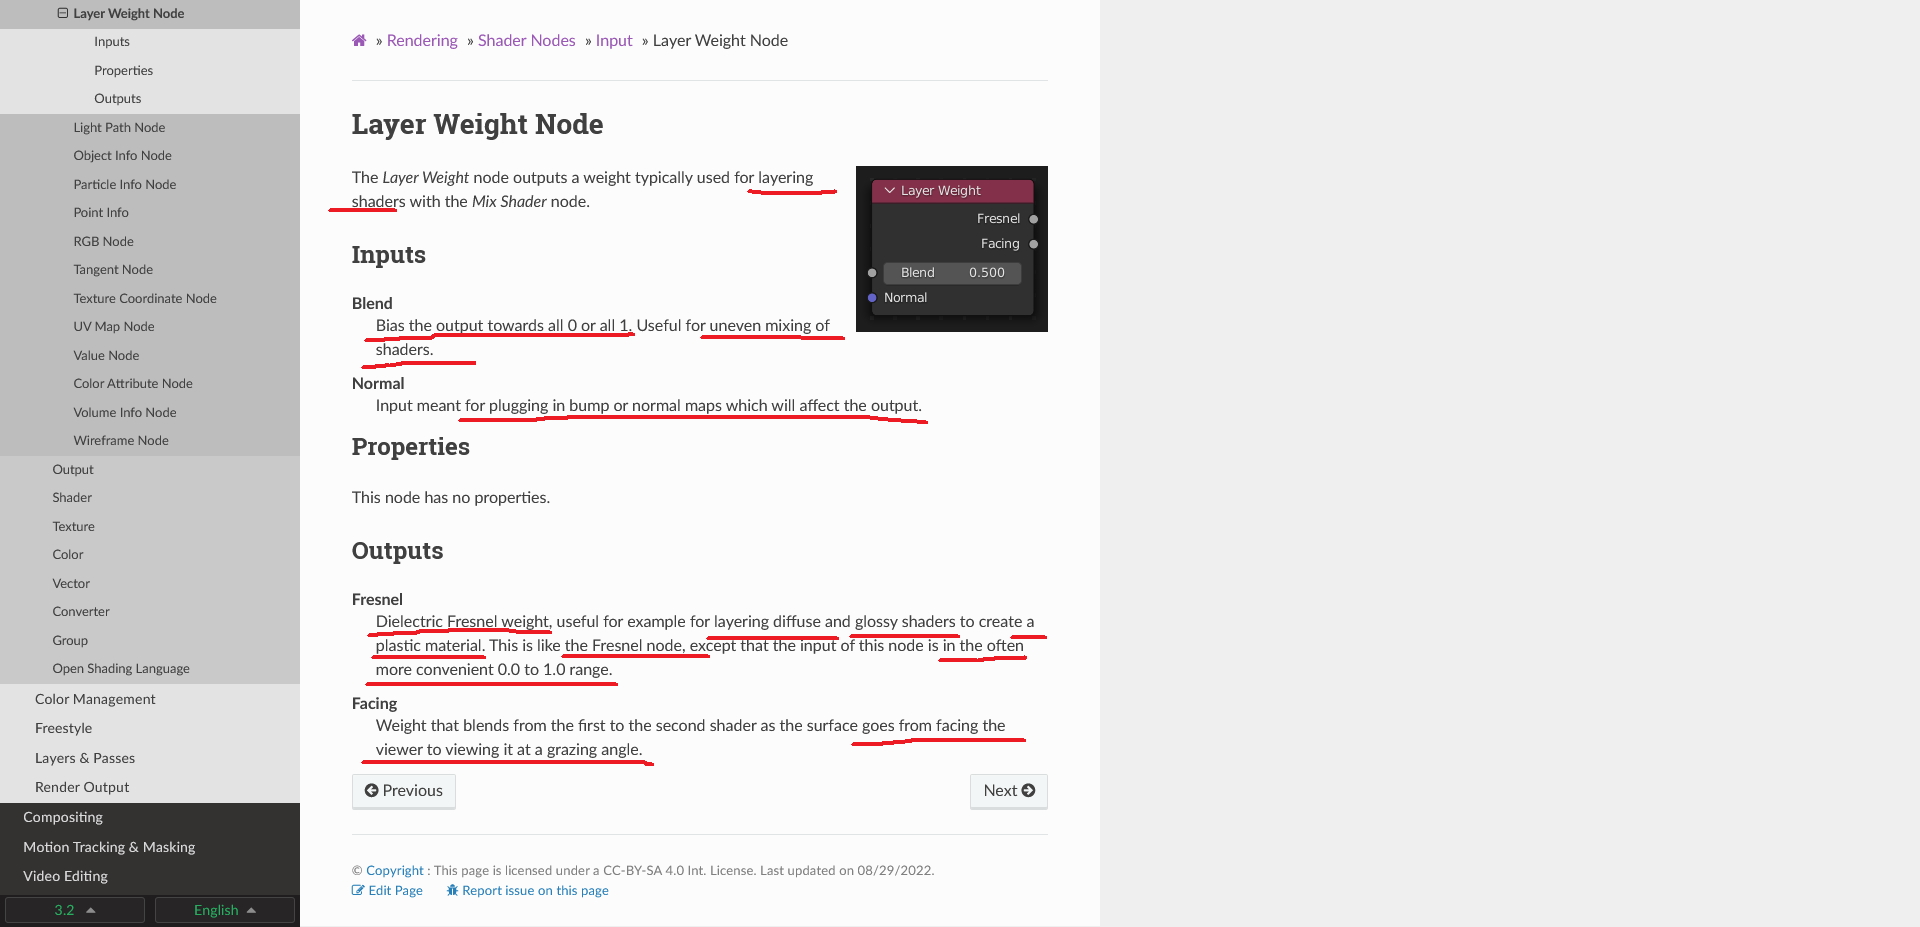 Layer Weight Node
Inputs
Properties
Outputs
Light Path Node
Object Info Node
Particle Info Node
Point Info
RGB Node
Tangent Node
Texture Coordinate Node
UV Map Node
Value Node
Color Attribute Node
Volume Info Node
Wireframe Node
Output
Shader
Texture
Color
Vector
Converter
Group
Open Shading Language
Color Management
Freestyle
Layers & Passes
Render Output
Compositing
Motion Tracking & Masking
Video Editing
3.2
English
» Rendering » Shader Nodes » Input » Layer Weight Node
Layer Weight Node
The Layer Weight node outputs a weight typically used for layering
shaders with the Mix Shader node.
Layer Weight
Fresnel
Facing
Blend 0.500
Normal
Inputs
Blend
Bias the output towards all 0 or all 1. Useful for uneven mixing of
shaders.
Normal
Input meant for plugging in bump or normal maps which will affect the output.
Properties
This node has no properties.
Outputs
Fresnel
Dielectric Fresnel weight, useful for example for layering diffuse and glossy shaders to create a
plastic material. This is like the Fresnel node, except that the input of this node is in the often
more convenient 0.0 to 1.0 range.
Facing
Weight that blends from the first to the second shader as the surface goes from facing the
viewer to viewing it at a grazing angle.
Previous
Next
© Copyright : This page is licensed under a CC-BY-SA 4.0 Int. License. Last updated on 08/29/2022.
Edit Page Report issue on this page